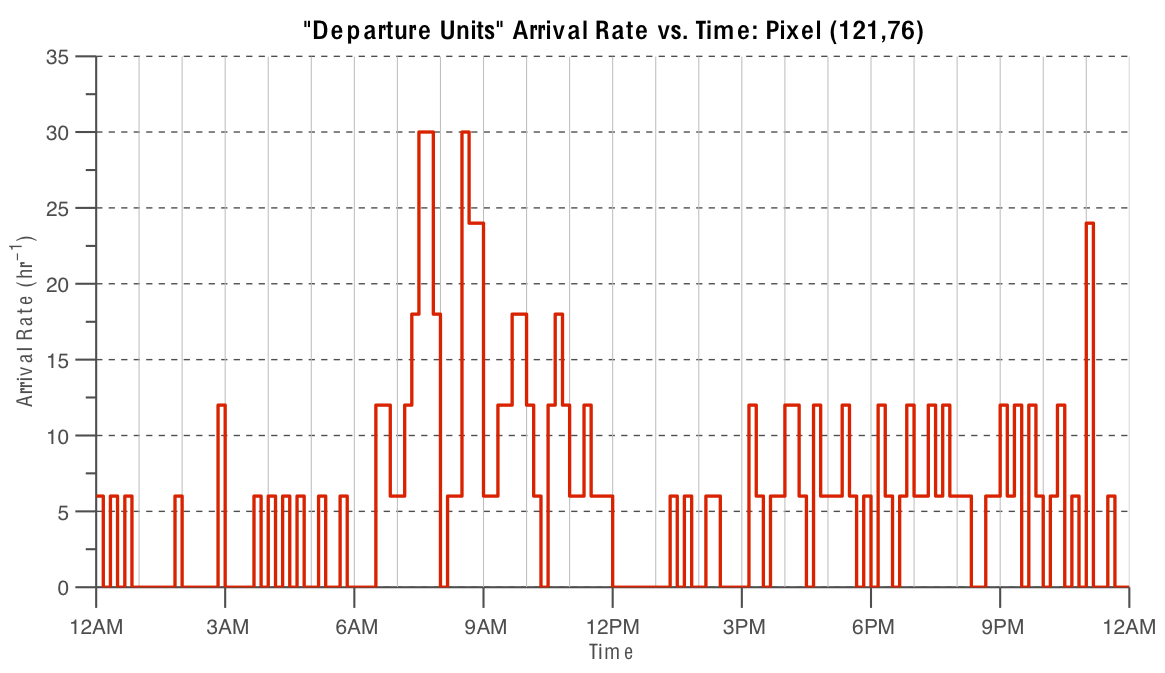 "Departure Units" Arrival Rate vs. Time: Pixel (121,76)
35
30
25
20
15
10
5
0
Arrival Rate (hr⁻¹)
12AM 3AM 6AM 9AM 12PM 3PM 6PM 9PM 12AM
Time